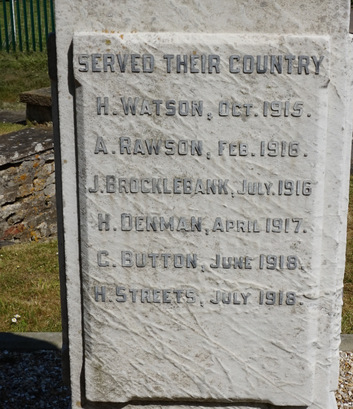 SERVED THEIR COUNTRY
H. WATSON, OCT. 1915.
A. RAWSON, FEB. 1916.
J. BROCKLEBANK, JULY. 1916
H. DENMAN, APRIL 1917.
C. BUTTON, JUNE 1918.
H. STREETS, JULY 1918.